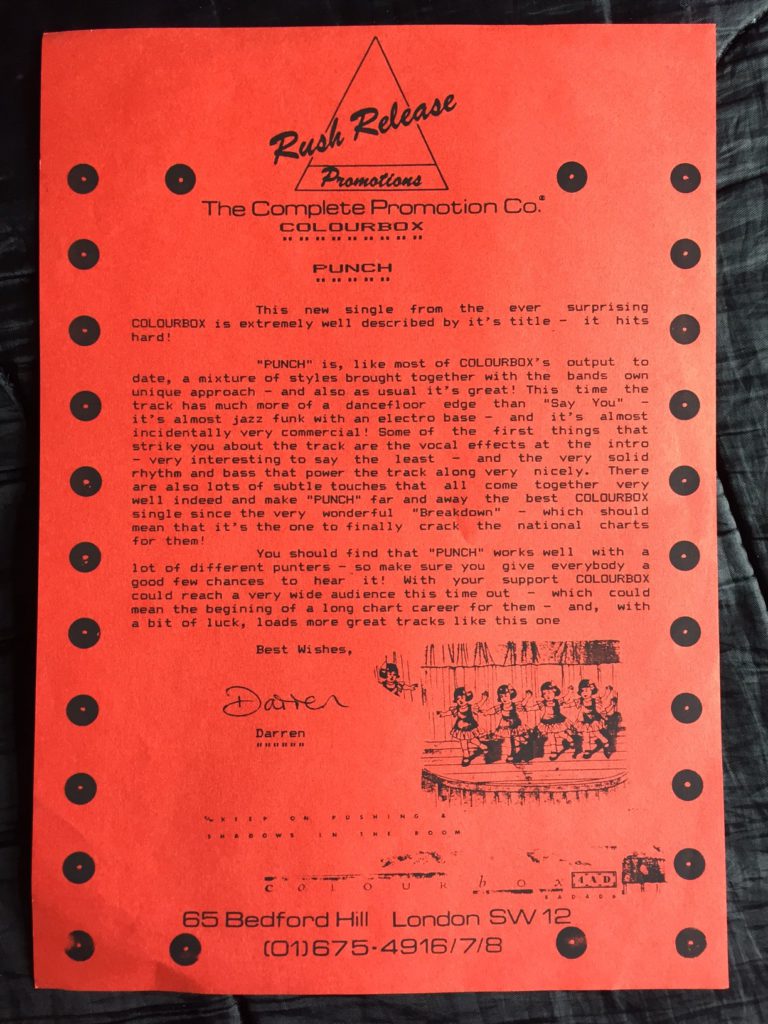 Rush Release
Promotions
The Complete Promotion Co.
COLOURBOX
PUNCH
This new single from the ever surprising
COLOURBOX is extremely well described by it's title - it hits
hard!
"PUNCH" is, like most of COLOURBOX's output to
date, a mixture of styles brought together with the bands own
unique approach - and also as usual it's great! This time the
track has much more of a dancefloor edge than "Say You" -
it's almost jazz funk with an electro base - and it's almost
incidentally very commercial! Some of the first things that
strike you about the track are the vocal effects at the intro
- very interesting to say the least - and the very solid
rhythm and bass that power the track along very nicely. There
are also lots of subtle touches that all come together very
well indeed and make "PUNCH" far and away the best COLOURBOX
single since the very wonderful "Breakdown" - which should
mean that it's the one to finally crack the national charts
for them!
You should find that "PUNCH" works well with a
lot of different punters - so make sure you give everybody a
good few chances to hear it! With your support COLOURBOX
could reach a very wide audience this time out - which could
mean the begining of a long chart career for them - and, with
a bit of luck, loads more great tracks like this one
Best Wishes,
Darren
Darren
KEEP ON PUSHING &
SHADOWS IN THE ROOM
colourbox 4AD
65 Bedford Hill London SW12
(01)675-4916/7/8